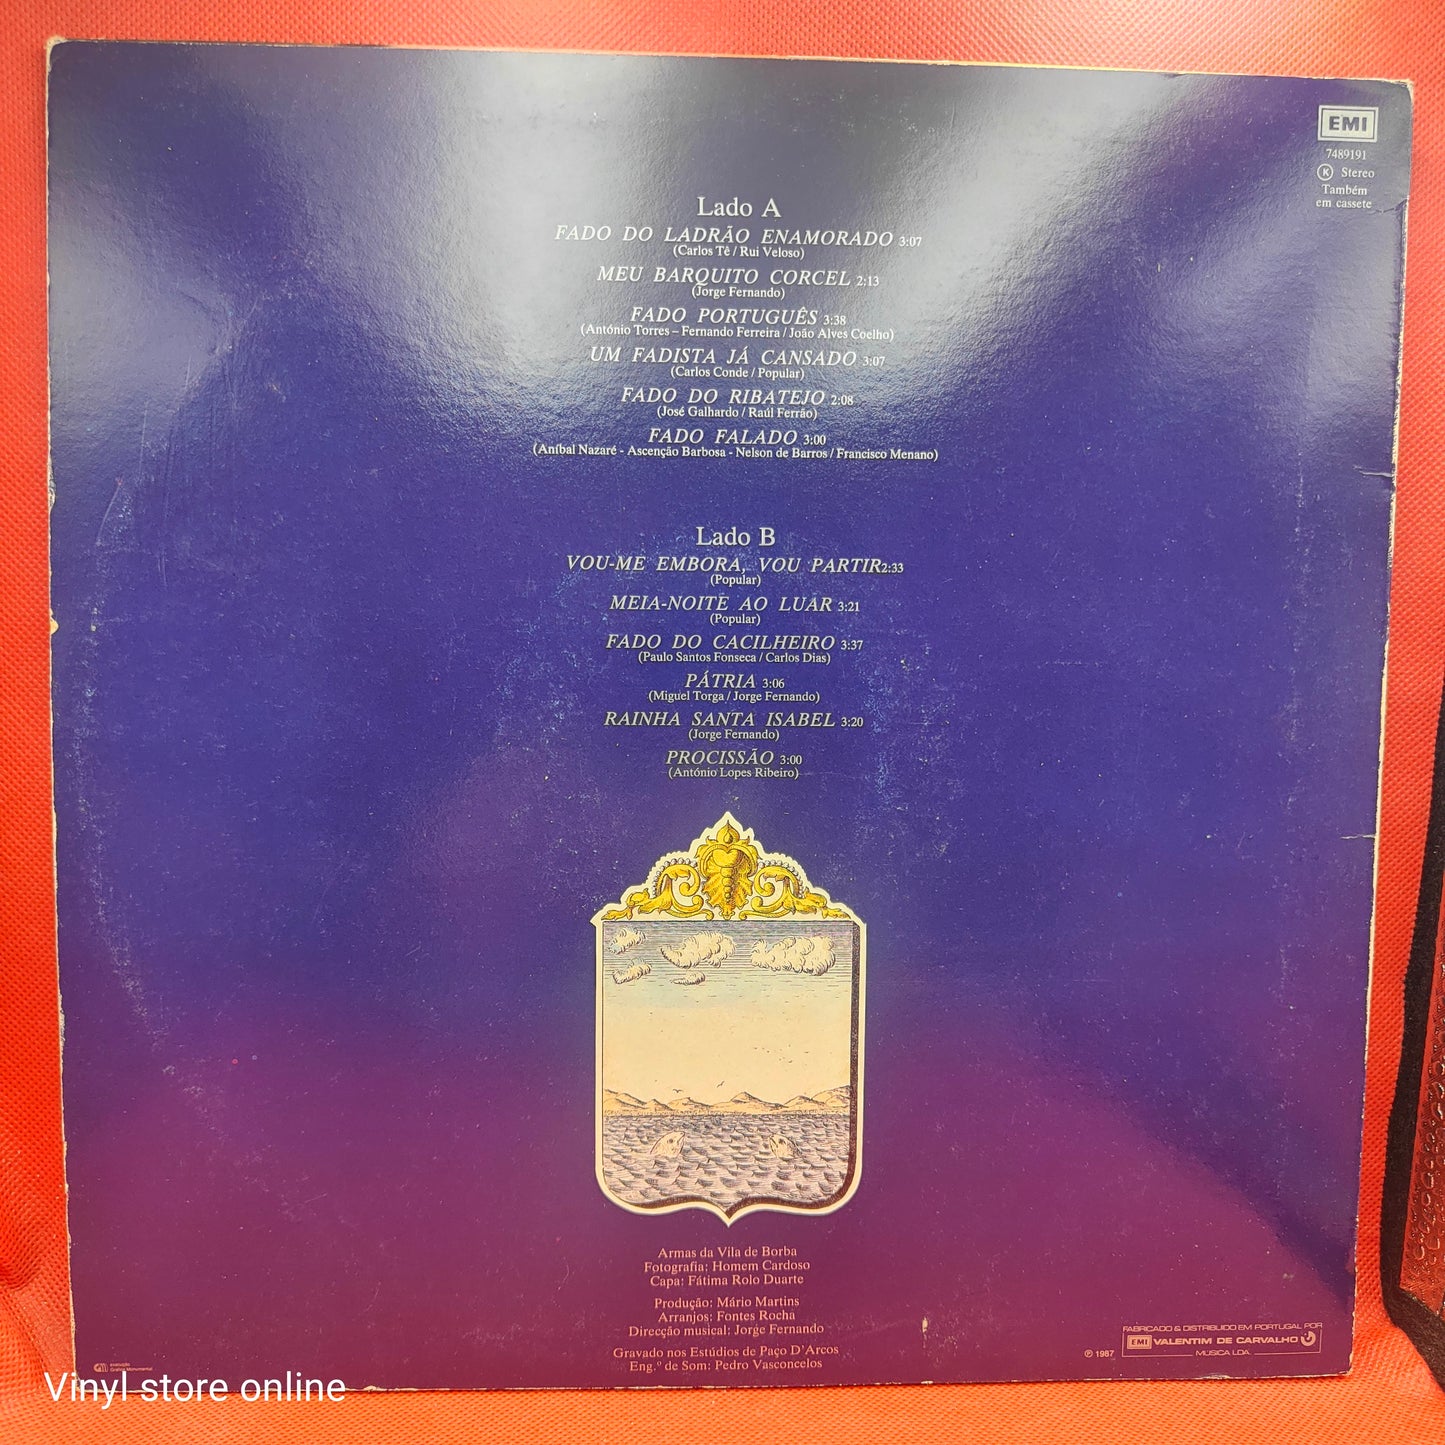 EMI
7489191
K Stereo
Também
em cassete
Lado A
FADO DO LADRÃO ENAMORADO 3:07
(Carlos Tê / Rui Veloso)
MEU BARQUITO CORCEL 2:13
(Jorge Fernando)
FADO PORTUGUÊS 3:38
(António Torres – Fernando Ferreira / João Alves Coelho)
UM FADISTA JÁ CANSADO 3:07
(Carlos Conde / Popular)
FADO DO RIBATEJO 2:08
(José Galhardo / Raúl Ferrão)
FADO FALADO 3:00
(Aníbal Nazaré - Ascenção Barbosa - Nelson de Barros / Francisco Menano)
Lado B
VOU-ME EMBORA, VOU PARTIR 2:33
(Popular)
MEIA-NOITE AO LUAR 3:21
(Popular)
FADO DO CACILHEIRO 3:37
(Paulo Santos Fonseca / Carlos Dias)
PÁTRIA 3:06
(Miguel Torga / Jorge Fernando)
RAINHA SANTA ISABEL 3:20
(Jorge Fernando)
PROCISSÃO 3:00
(António Lopes Ribeiro)
Armas da Vila de Borba
Fotografia: Homem Cardoso
Capa: Fátima Rolo Duarte
Produção: Mário Martins
Arranjos: Fontes Rocha
Direcção musical: Jorge Fernando
Gravado nos Estúdios de Paço D'Arcos
Eng.º de Som: Pedro Vasconcelos
FABRICADO & DISTRIBUIDO EM PORTUGAL POR
℗ 1987 EMI VALENTIM DE CARVALHO
MÚSICA LDA.
Gráfica Monumental
Vinyl store online